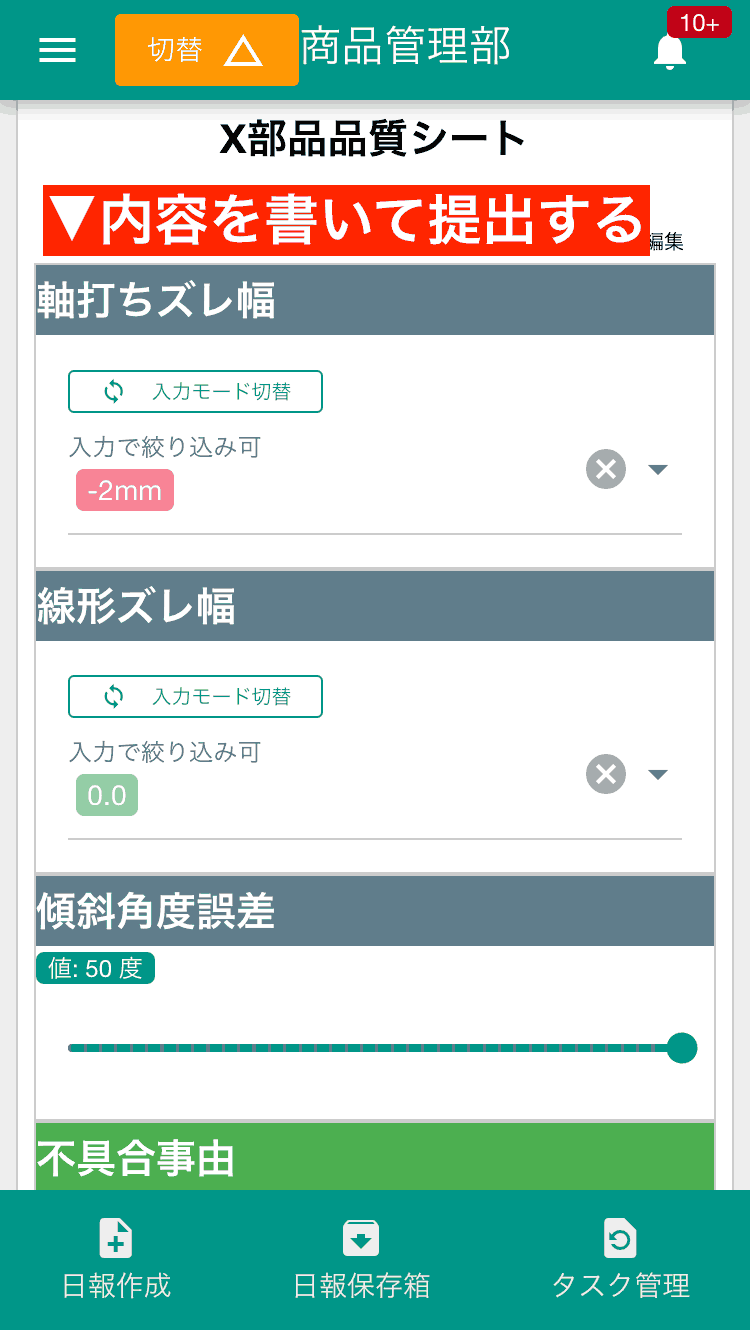 切替
商品管理部
10+
X部品品質シート
▼内容を書いて提出する
編集
軸打ちズレ幅
入力モード切替
入力で絞り込み可
-2mm
線形ズレ幅
入力モード切替
入力で絞り込み可
0.0
傾斜角度誤差
値: 50 度
不具合事由
日報作成
日報保存箱
タスク管理